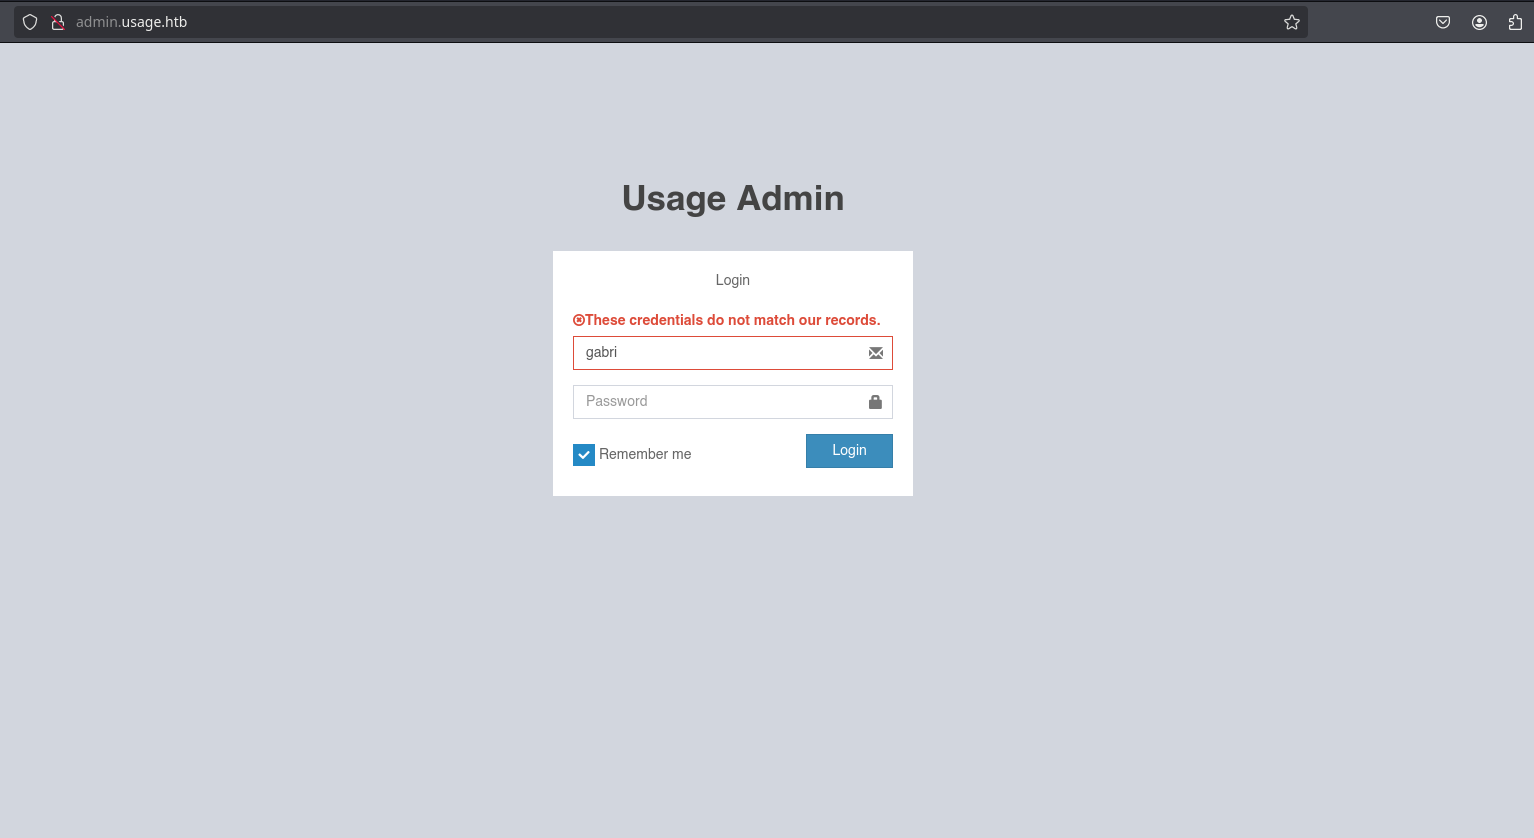 admin.usage.htb
Usage Admin
Login
These credentials do not match our records.
gabri
Password
Remember me
Login